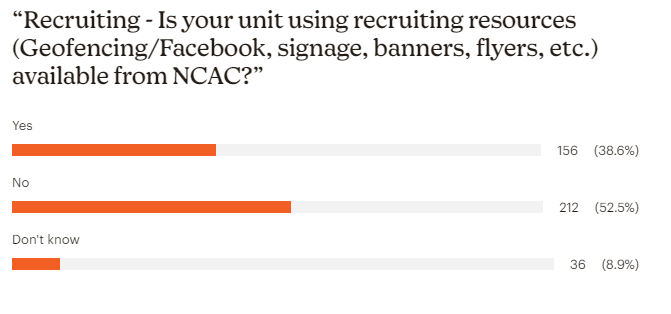 “Recruiting - Is your unit using recruiting resources
(Geofencing/Facebook, signage, banners, flyers, etc.)
available from NCAC?”
Yes
156 (38.6%)
No
212 (52.5%)
Don't know
36 (8.9%)